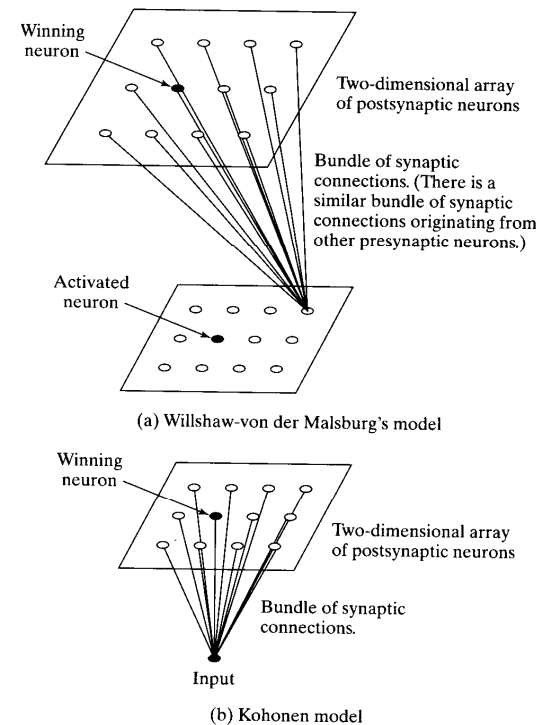 Winning
neuron
Two-dimensional array
of postsynaptic neurons
Bundle of synaptic
connections. (There is a
similar bundle of synaptic
connections originating from
other presynaptic neurons.)
Activated
neuron
(a) Willshaw-von der Malsburg's model
Winning
neuron
Two-dimensional array
of postsynaptic neurons
Bundle of synaptic
connections.
Input
(b) Kohonen model